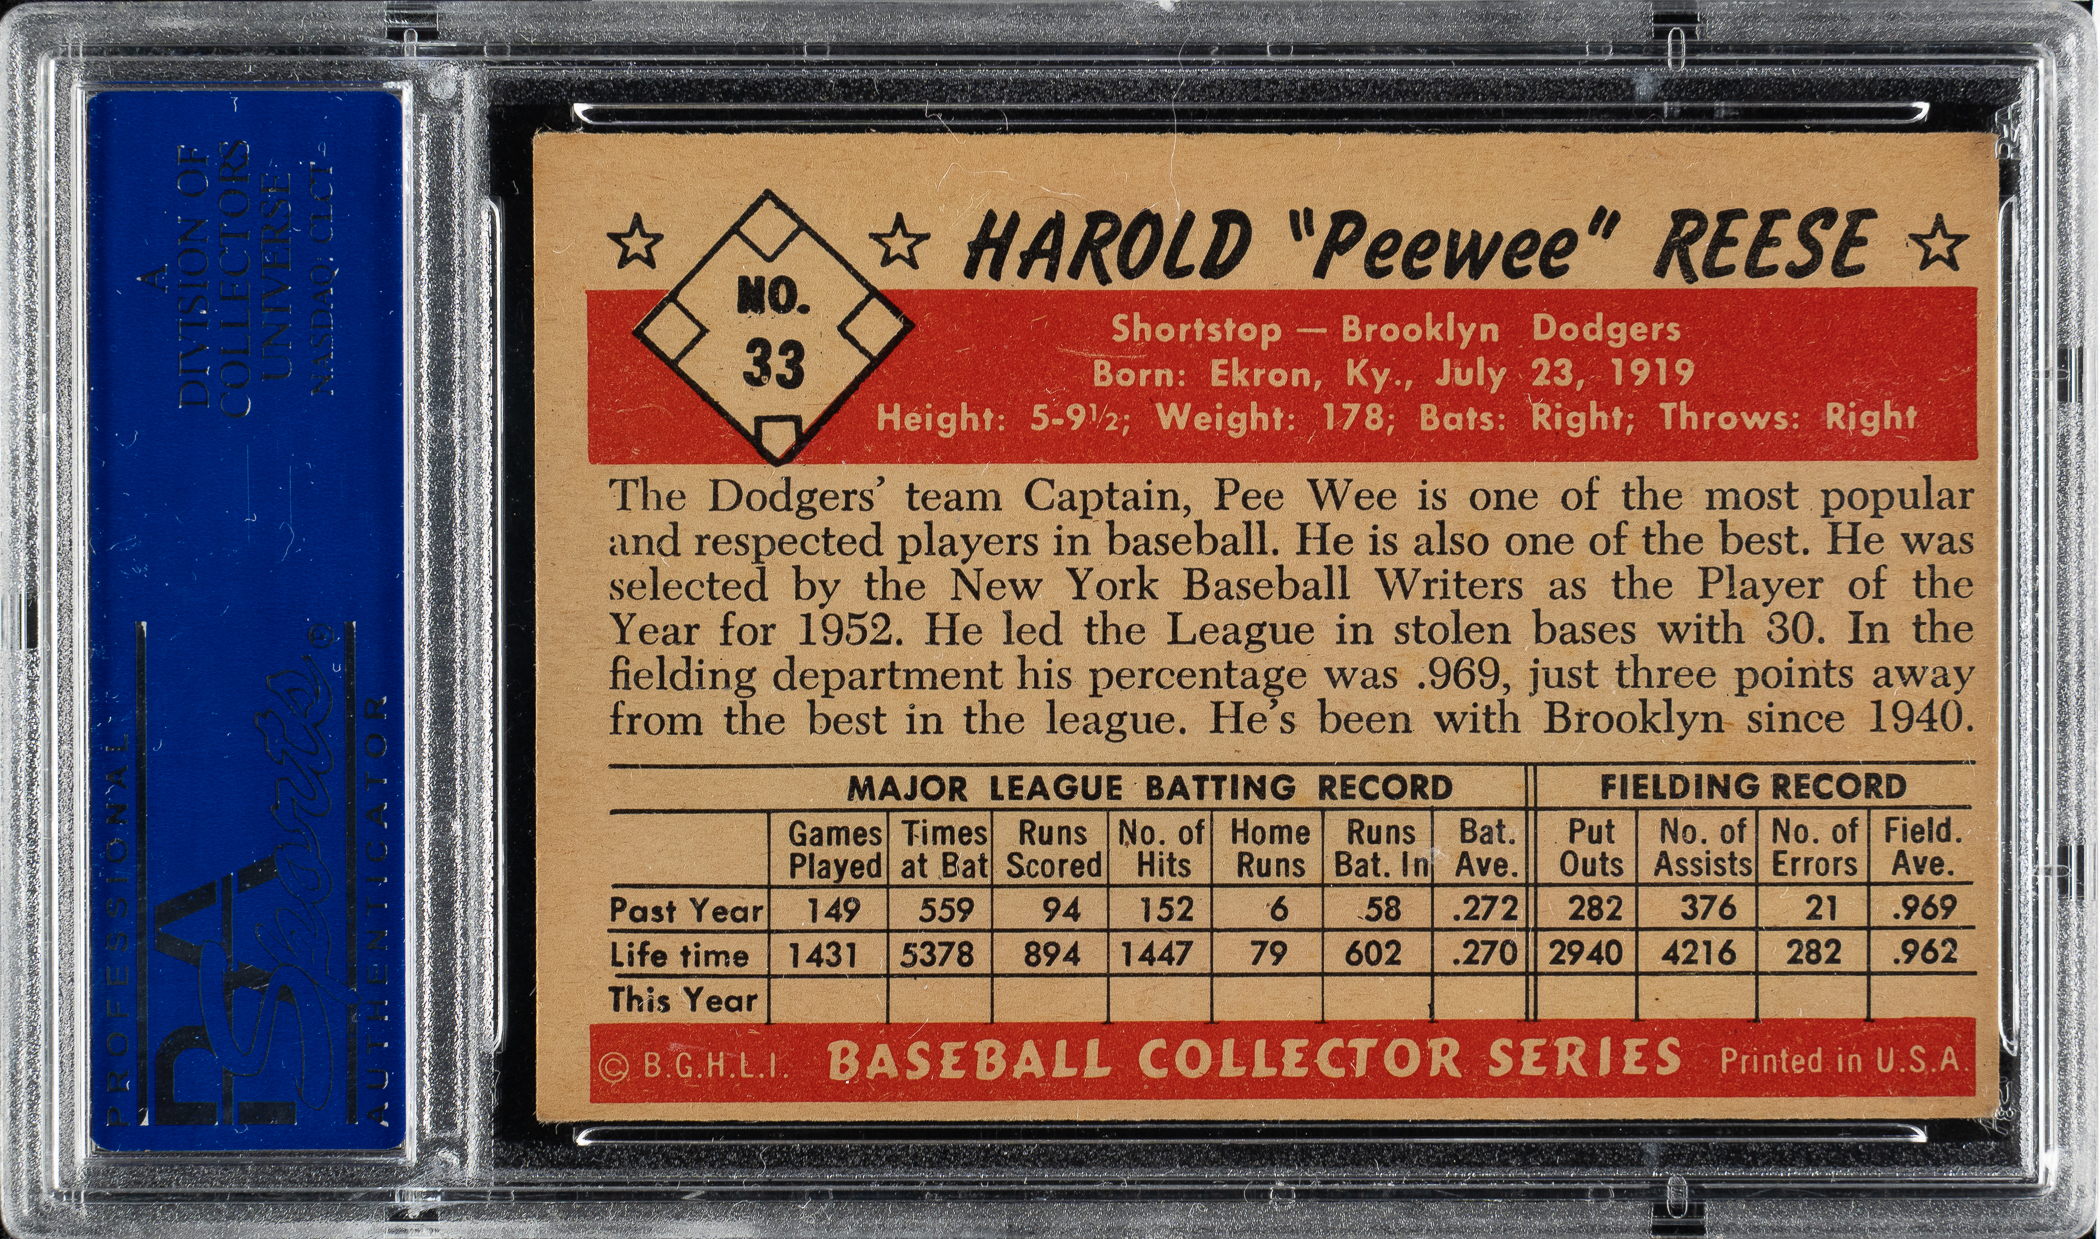 A
DIVISION OF
COLLECTORS
UNIVERSE
NASDAQ: CLCT
PROFESSIONAL
PSA
Sports®
AUTHENTICATOR
HAROLD "Peewee" REESE
NO.
33
Shortstop — Brooklyn Dodgers
Born: Ekron, Ky., July 23, 1919
Height: 5-9½; Weight: 178; Bats: Right; Throws: Right
The Dodgers' team Captain, Pee Wee is one of the most popular
and respected players in baseball. He is also one of the best. He was
selected by the New York Baseball Writers as the Player of the
Year for 1952. He led the League in stolen bases with 30. In the
fielding department his percentage was .969, just three points away
from the best in the league. He's been with Brooklyn since 1940.
MAJOR LEAGUE BATTING RECORD FIELDING RECORD
Games Times Runs No. of Home Runs Bat. Put No. of No. of Field.
Played at Bat Scored Hits Runs Bat. In Ave. Outs Assists Errors Ave.
Past Year 149 559 94 152 6 58 .272 282 376 21 .969
Life time 1431 5378 894 1447 79 602 .270 2940 4216 282 .962
This Year
© B.G.H.L.I. BASEBALL COLLECTOR SERIES Printed in U.S.A.